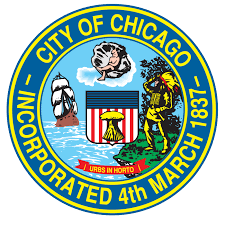 CITY OF CHICAGO
INCORPORATED 4th MARCH 1837
URBS IN HORTO